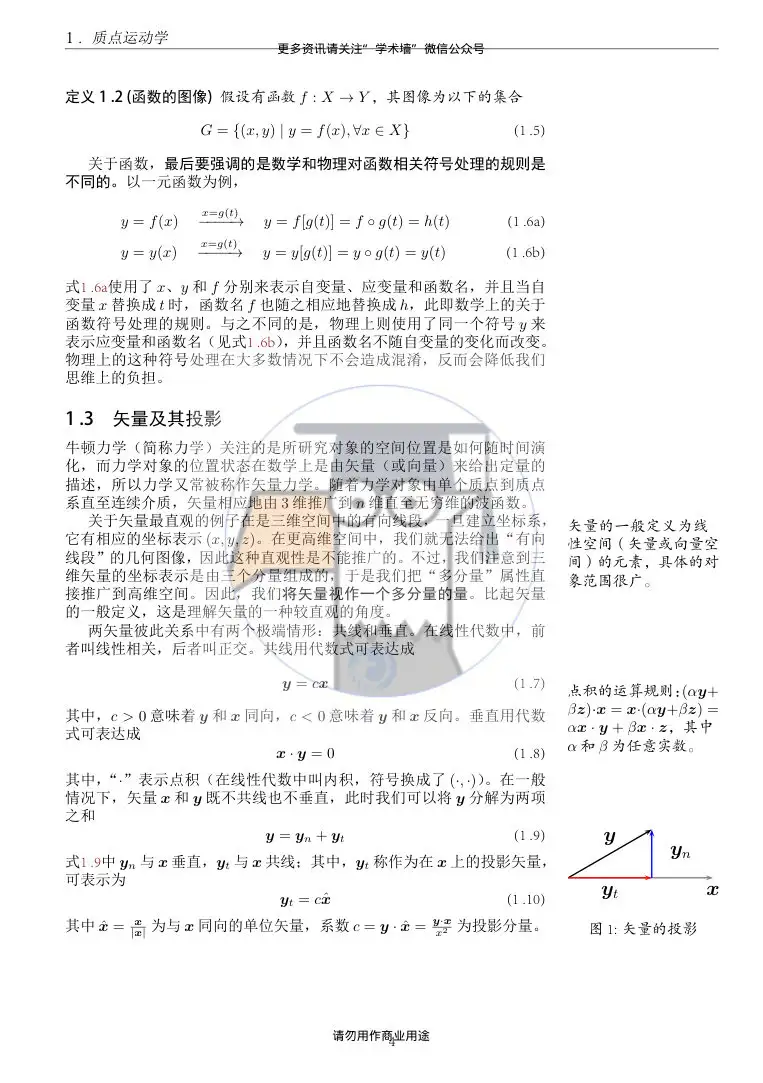 1 . 质点运动学
更多资讯请关注“学术墙”微信公众号
定义 1 .2 (函数的图像) 假设有函数 f : X → Y，其图像为以下的集合
G = {(x, y) | y = f(x), ∀x ∈ X} (1 .5)
关于函数，最后要强调的是数学和物理对函数相关符号处理的规则是
不同的。以一元函数为例，
y = f(x) x=g(t)→ y = f[g(t)] = f ∘ g(t) = h(t) (1 .6a)
y = y(x) x=g(t)→ y = y[g(t)] = y ∘ g(t) = y(t) (1 .6b)
式1 .6a使用了 x、y 和 f 分别来表示自变量、应变量和函数名，并且当自
变量 x 替换成 t 时，函数名 f 也随之相应地替换成 h，此即数学上的关于
函数符号处理的规则。与之不同的是，物理上则使用了同一个符号 y 来
表示应变量和函数名（见式1 .6b），并且函数名不随自变量的变化而改变。
物理上的这种符号处理在大多数情况下不会造成混淆，反而会降低我们
思维上的负担。
1 .3 矢量及其投影
牛顿力学（简称力学）关注的是所研究对象的空间位置是如何随时间演
化，而力学对象的位置状态在数学上是由矢量（或向量）来给出定量的
描述，所以力学又常被称作矢量力学。随着力学对象由单个质点到质点
系直至连续介质，矢量相应地由 3 维推广到 n 维直至无穷维的波函数。
关于矢量最直观的例子在是三维空间中的有向线段。一旦建立坐标系，
它有相应的坐标表示 (x, y, z)。在更高维空间中，我们就无法给出“有向
线段”的几何图像，因此这种直观性是不能推广的。不过，我们注意到三
维矢量的坐标表示是由三个分量组成的，于是我们把“多分量”属性直
接推广到高维空间。因此，我们将矢量视作一个多分量的量。比起矢量
的一般定义，这是理解矢量的一种较直观的角度。
矢量的一般定义为线
性空间（矢量或向量空
间）的元素，具体的对
象范围很广。
两矢量彼此关系中有两个极端情形：共线和垂直。在线性代数中，前
者叫线性相关，后者叫正交。共线用代数式可表达成
y = cx (1 .7)
其中，c > 0 意味着 y 和 x 同向，c < 0 意味着 y 和 x 反向。垂直用代数
式可表达成
x · y = 0 (1 .8)
点积的运算规则：(αy+
βz)·x = x·(αy+βz) =
αx · y + βx · z，其中
α 和 β 为任意实数。
其中，“·”表示点积（在线性代数中叫内积，符号换成了 (·, ·)）。在一般
情况下，矢量 x 和 y 既不共线也不垂直，此时我们可以将 y 分解为两项
之和
y = yₙ + yₜ (1 .9)
式1 .9中 yₙ 与 x 垂直，yₜ 与 x 共线；其中，yₜ 称作为在 x 上的投影矢量，
可表示为
yₜ = cx̂ (1 .10)
其中 x̂ = x/|x| 为与 x 同向的单位矢量，系数 c = y · x̂ = y·x/x² 为投影分量。
y
yₙ
yₜ
x
图 1: 矢量的投影
请勿用作商业用途
4